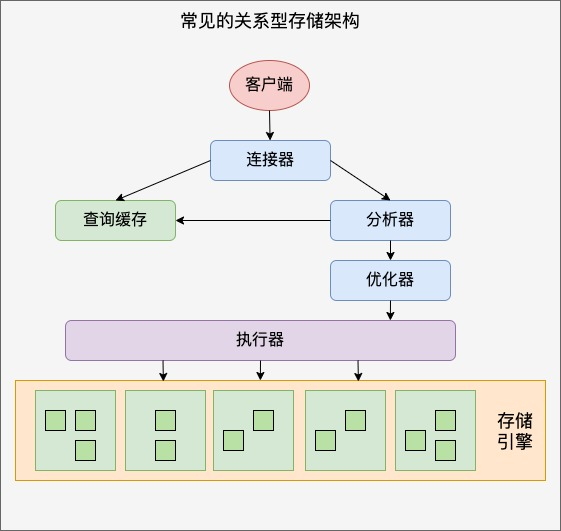 常见的关系型存储架构
客户端
连接器
查询缓存
分析器
优化器
执行器
存储
引擎